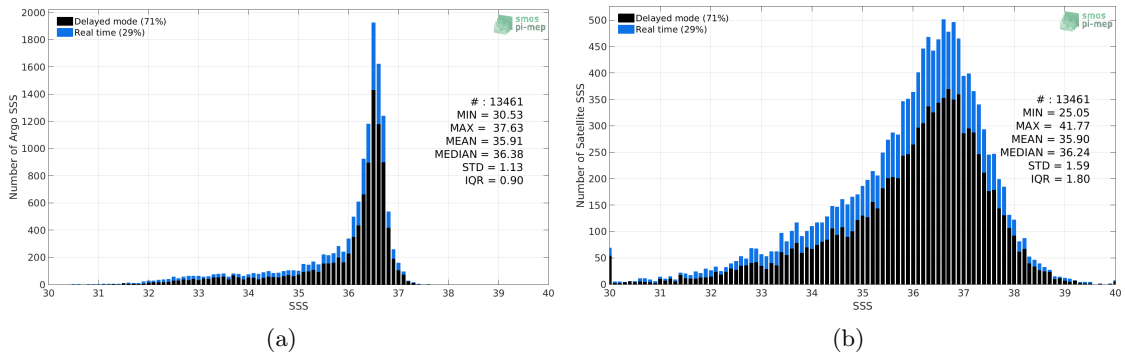 Delayed mode (71%)
Real time (29%)
smos
pi-mep
Number of Argo SSS
2000
1800
1600
1400
1200
1000
800
600
400
200
0
# : 13461
MIN = 30.53
MAX = 37.63
MEAN = 35.91
MEDIAN = 36.38
STD = 1.13
IQR = 0.90
30 31 32 33 34 35 36 37 38 39 40
SSS
(a)
Delayed mode (71%)
Real time (29%)
smos
pi-mep
Number of Satellite SSS
500
450
400
350
300
250
200
150
100
50
0
# : 13461
MIN = 25.05
MAX = 41.77
MEAN = 35.90
MEDIAN = 36.24
STD = 1.59
IQR = 1.80
30 31 32 33 34 35 36 37 38 39 40
SSS
(b)